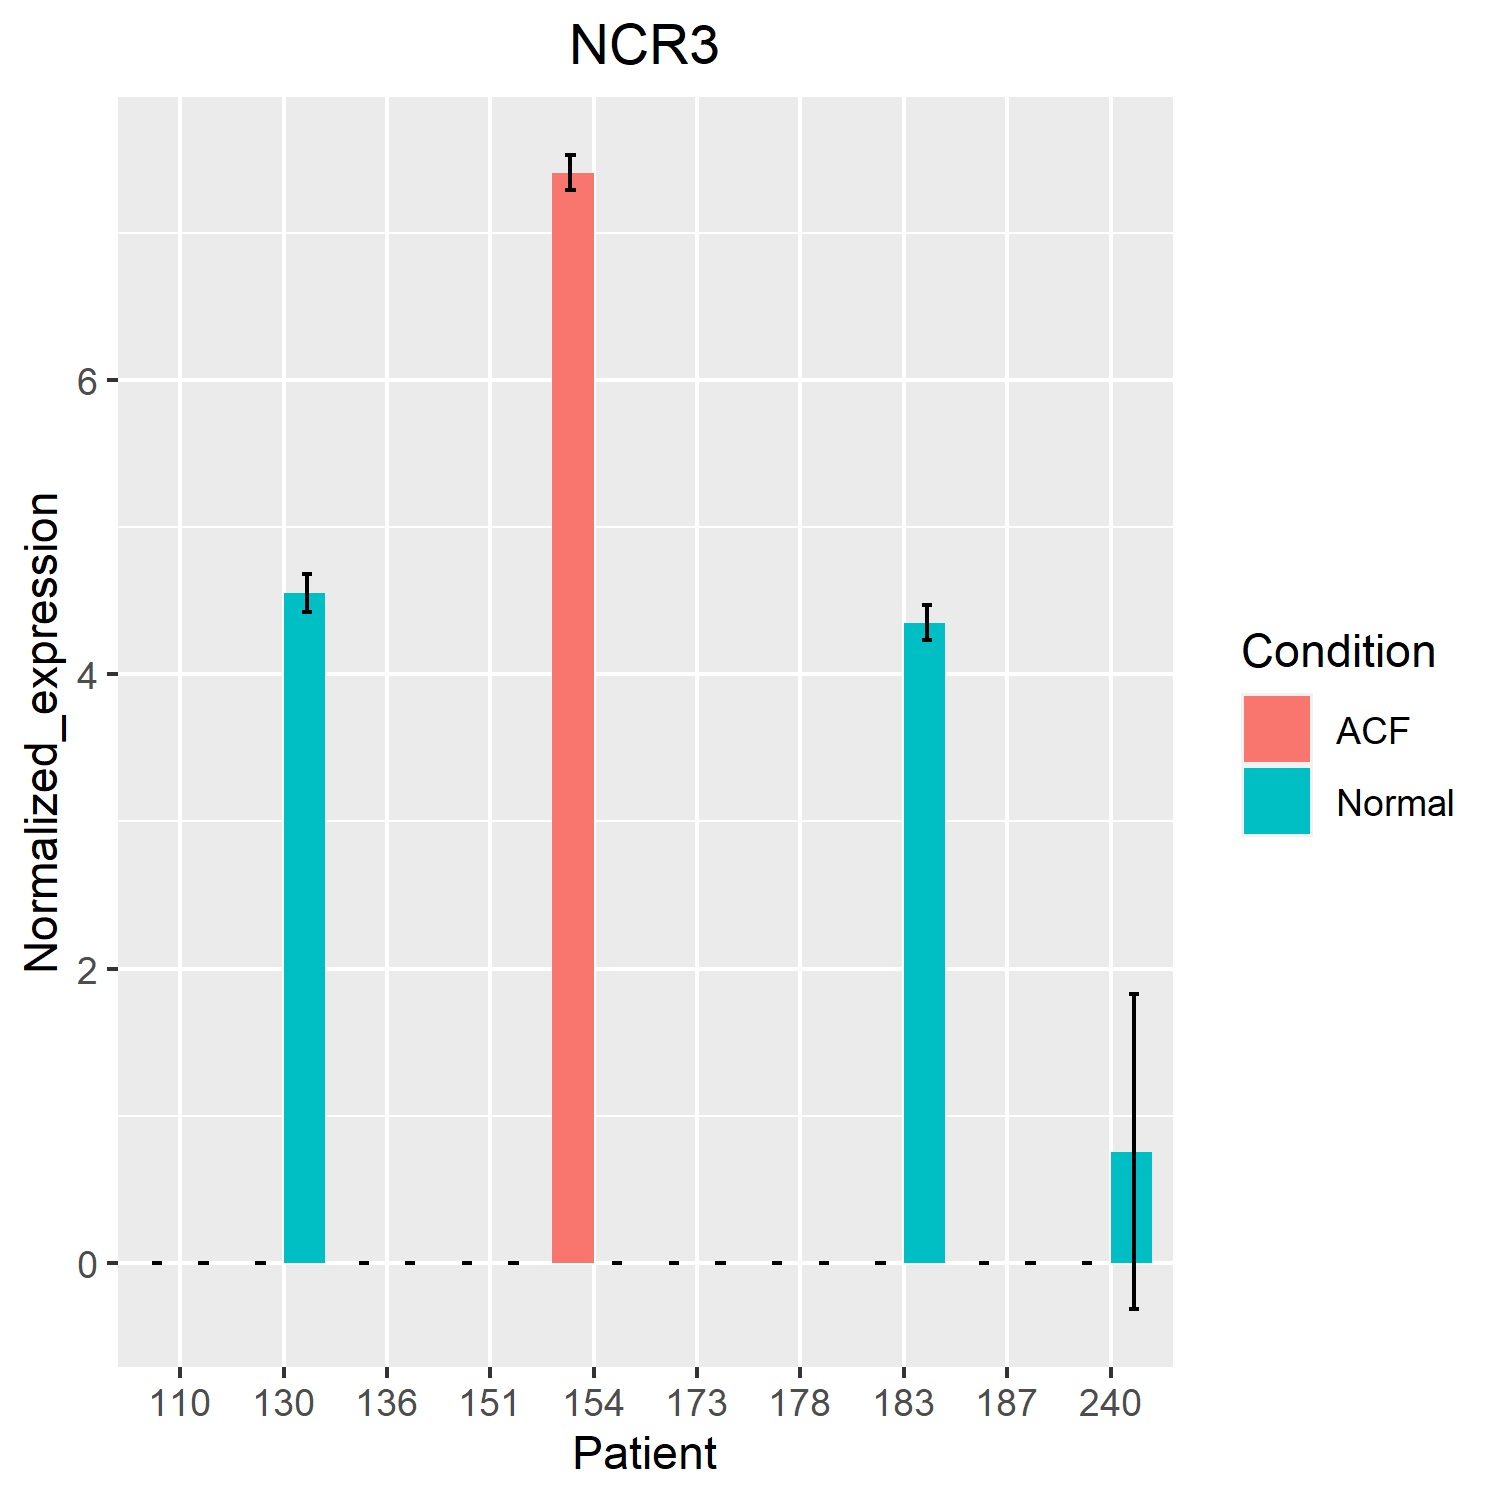 NCR3
Normalized_expression
6
4
2
0
110 130 136 151 154 173 178 183 187 240
Patient
Condition
ACF
Normal